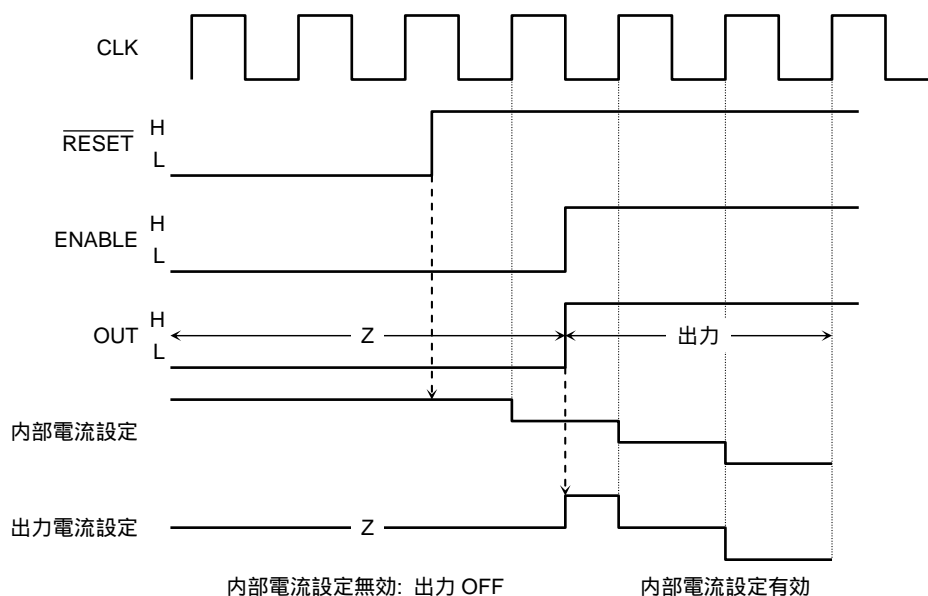 CLK
RESET H
L
ENABLE H
L
OUT H
L
Z
出力
内部電流設定
出力電流設定
Z
内部電流設定無効: 出力 OFF
内部電流設定有効